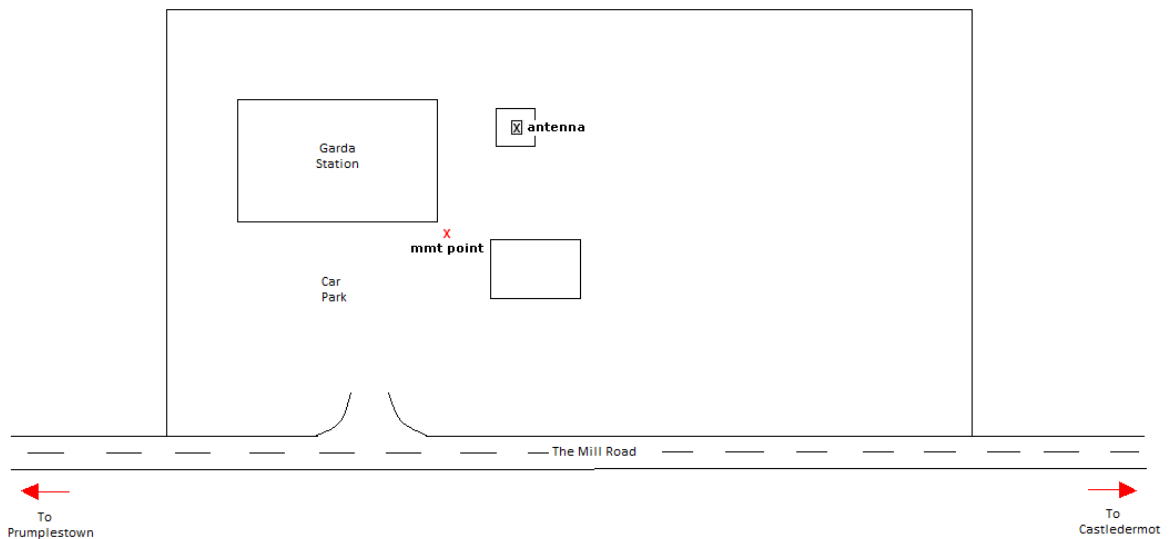 Garda
Station
X antenna
X
mmt point
Car
Park
The Mill Road
To
Prumplestown
To
Castledermot